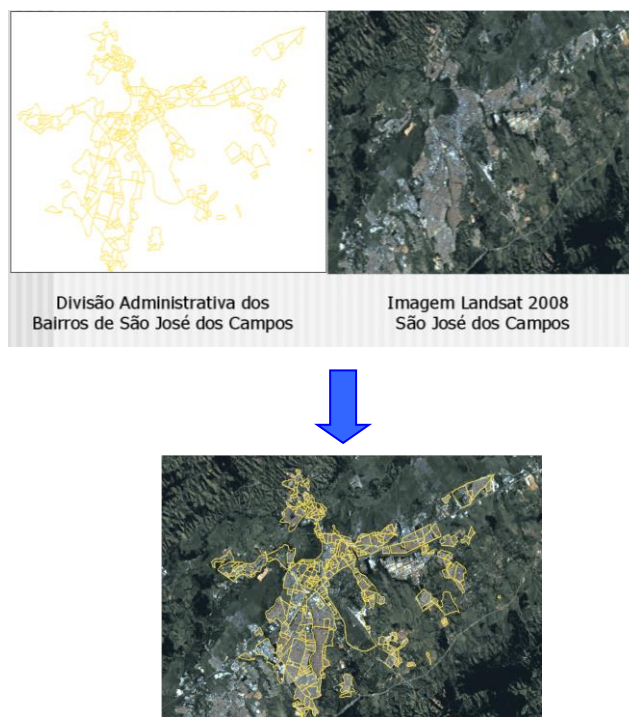 Divisão Administrativa dos
Bairros de São José dos Campos
Imagem Landsat 2008
São José dos Campos